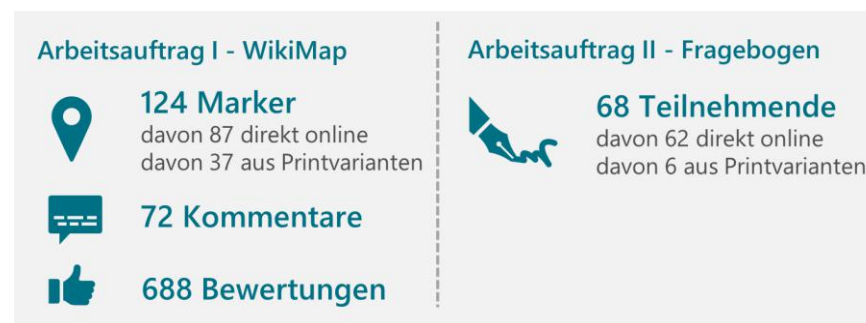 Arbeitsauftrag I - WikiMap
124 Marker
davon 87 direkt online
davon 37 aus Printvarianten
72 Kommentare
688 Bewertungen
Arbeitsauftrag II - Fragebogen
68 Teilnehmende
davon 62 direkt online
davon 6 aus Printvarianten